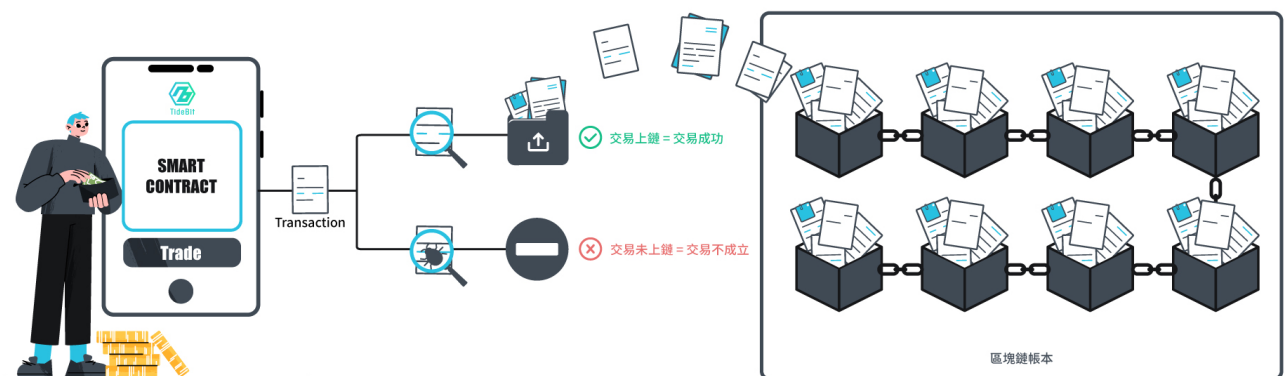 TideBit
SMART
CONTRACT
Trade
Transaction
交易上鏈 = 交易成功
交易未上鏈 = 交易不成立
區塊鏈帳本